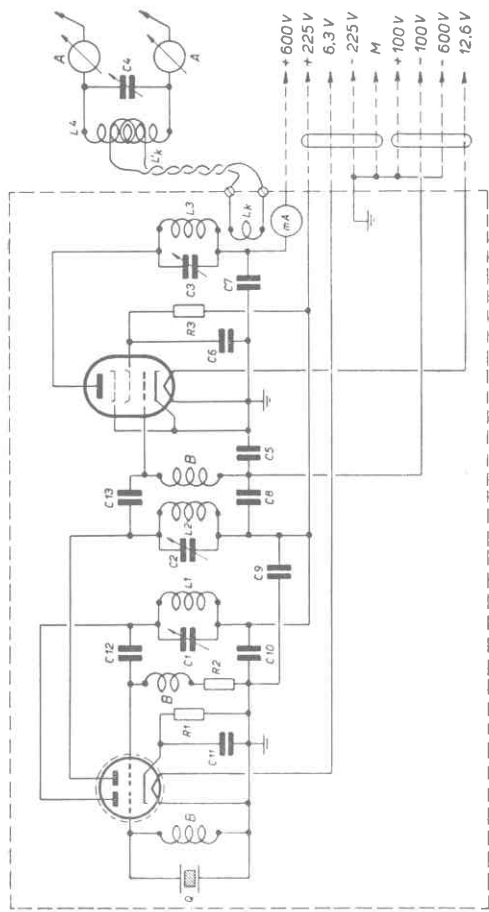 A
A
C4
L4
L'k
C13
C12
B
L3
Lk
C3
L2
C2
L1
C1
B
R3
C6
C7
mA
C5
C8
C9
C10
R2
R1
C11
B
Q
+ 600 V
+ 225 V
6,3 V
- 225 V
M
+ 100 V
- 100 V
- 600 V
12,6 V